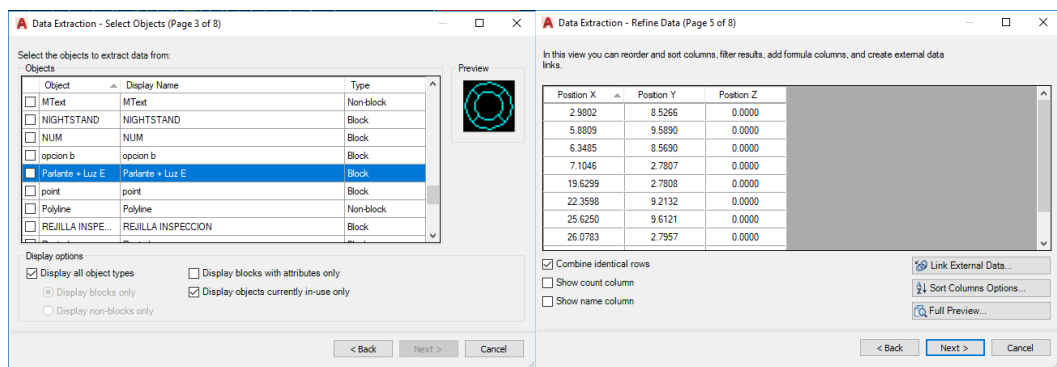 Data Extraction - Select Objects (Page 3 of 8)
Select the objects to extract data from:
Objects
Object Display Name Type
MText MText Non-block
NIGHTSTAND NIGHTSTAND Block
NUM NUM Block
opcion b opcion b Block
Parlante + Luz E Parlante + Luz E Block
point point Block
Polyline Polyline Non-block
REJILLA INSPE... REJILLA INSPECCION Block
Preview
Display options
Display all object types
Display blocks only
Display non-blocks only
Display blocks with attributes only
Display objects currently in-use only
< Back Next > Cancel
Data Extraction - Refine Data (Page 5 of 8)
In this view you can reorder and sort columns, filter results, add formula columns, and create external data
links.
Position X Position Y Position Z
2.9802 8.5266 0.0000
5.8809 9.5890 0.0000
6.3485 8.5690 0.0000
7.1046 2.7807 0.0000
19.6299 2.7808 0.0000
22.3598 9.2132 0.0000
25.6250 9.6121 0.0000
26.0783 2.7957 0.0000
Combine identical rows
Show count column
Show name column
Link External Data...
Sort Columns Options...
Full Preview...
< Back Next > Cancel